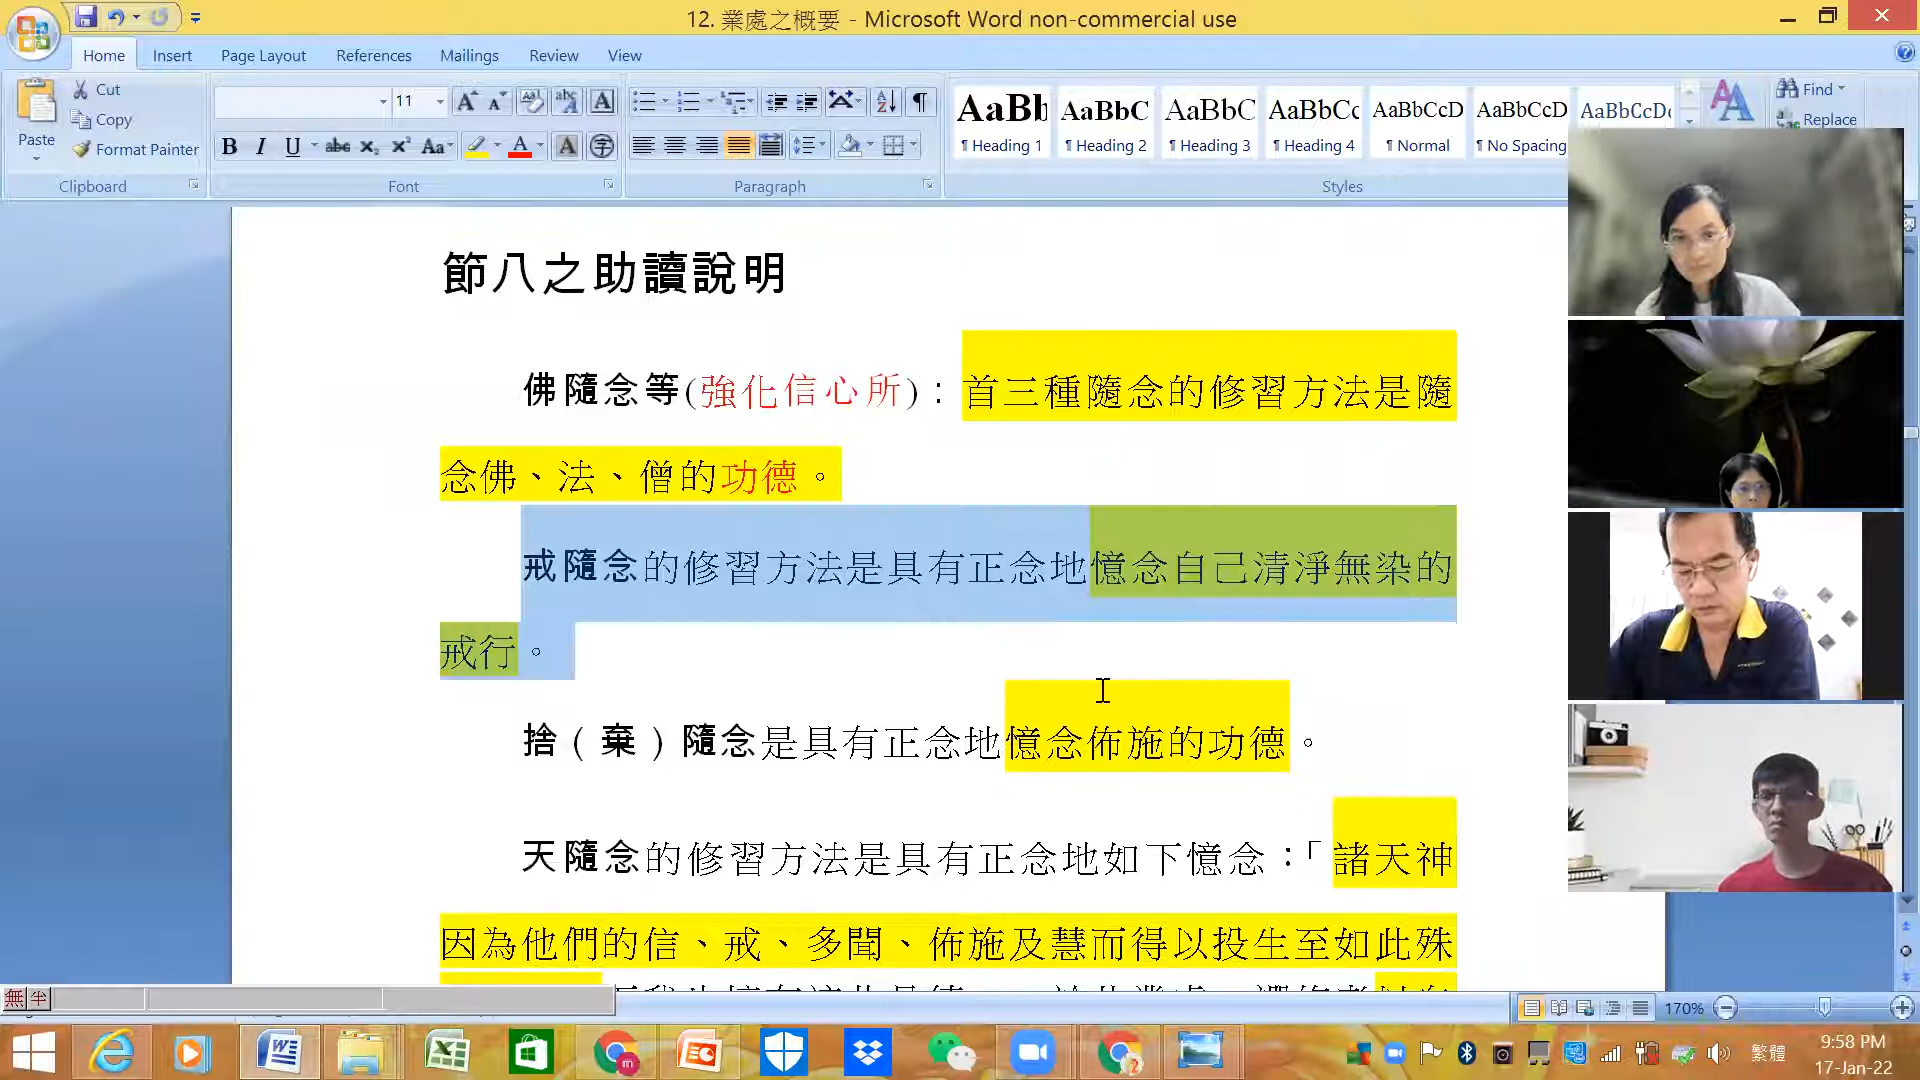 12. 業處之概要 - Microsoft Word non-commercial use
Home Insert Page Layout References Mailings Review View
Paste
Cut
Copy
Format Painter
Clipboard
11
Font
Paragraph
AaBb AaBbC AaBbC AaBbCc AaBbCcD AaBbCcD AaBbCcDc
¶ Heading 1 ¶ Heading 2 ¶ Heading 3 ¶ Heading 4 ¶ Normal ¶ No Spacing
Styles
Find
Replace
節八之助讀說明
佛隨念等(強化信心所)：首三種隨念的修習方法是隨
念佛、法、僧的功德。
戒隨念的修習方法是具有正念地憶念自己清淨無染的
戒行。
捨（棄）隨念是具有正念地憶念佈施的功德。
天隨念的修習方法是具有正念地如下憶念：「諸天神
因為他們的信、戒、多聞、佈施及慧而得以投生至如此殊
無 半
170%
繁體
9:58 PM
17-Jan-22